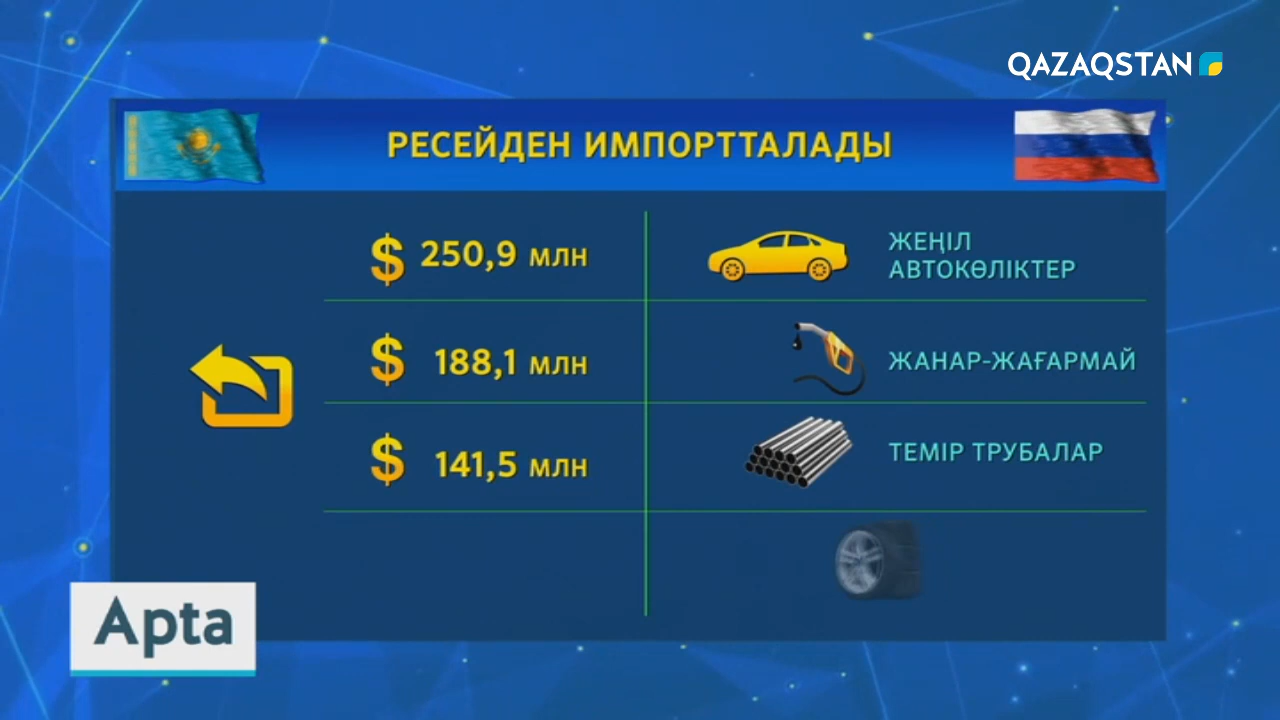 QAZAQSTAN
РЕСЕЙДЕН ИМПОРТТАЛАДЫ
$ 250,9 млн
ЖЕҢІЛ
АВТОКӨЛІКТЕР
$ 188,1 млн
ЖАНАР-ЖАҒАРМАЙ
$ 141,5 млн
ТЕМІР ТРУБАЛАР
Apta